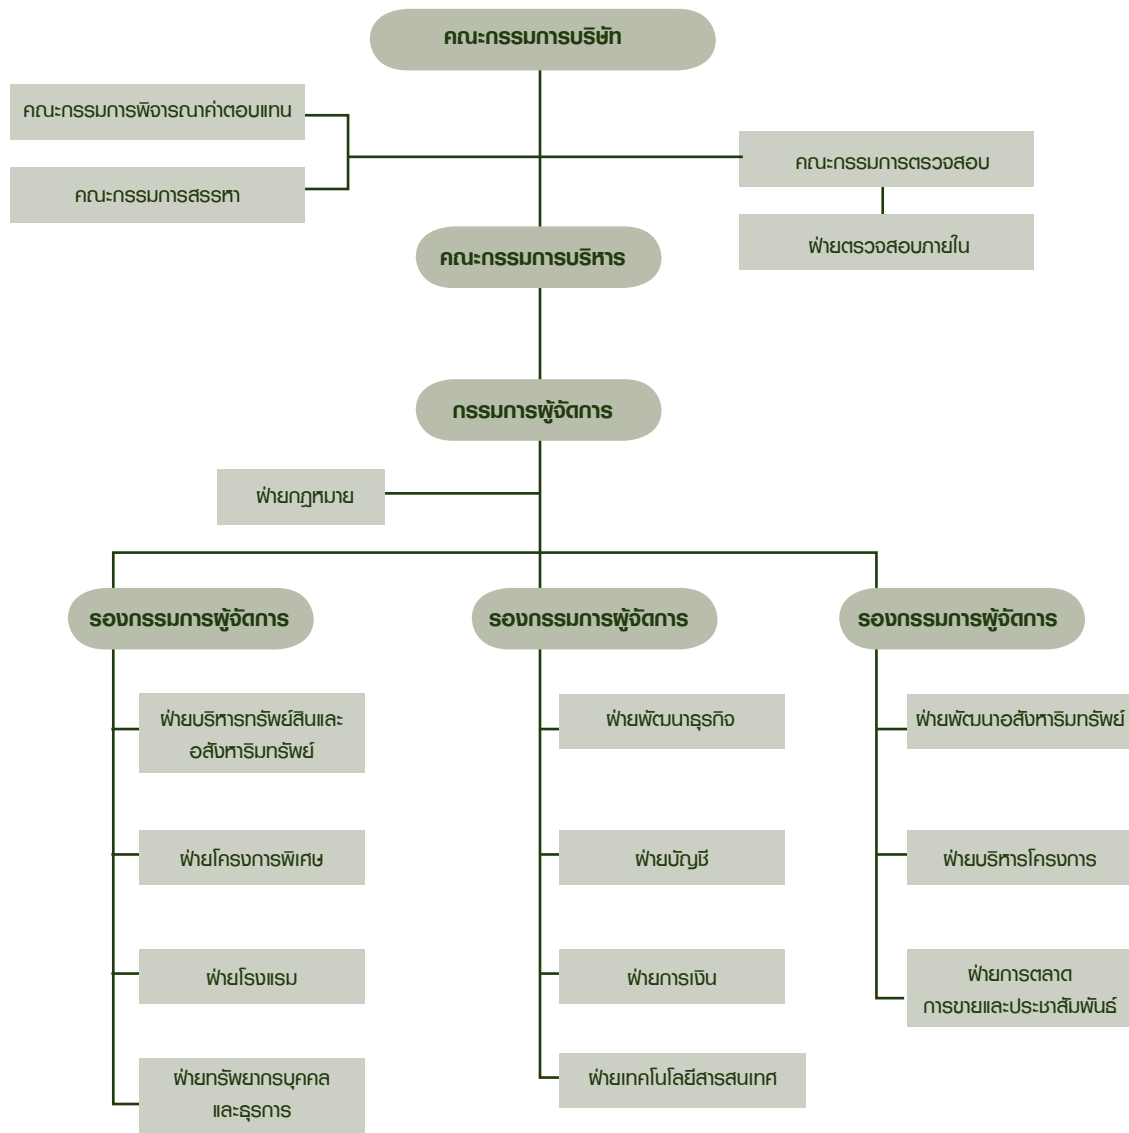 คณะกรรมการบริษัท
คณะกรรมการพิจารณาค่าตอบแทน
คณะกรรมการตรวจสอบ
คณะกรรมการสรรหา
ฝ่ายตรวจสอบภายใน
คณะกรรมการบริหาร
กรรมการผู้จัดการ
ฝ่ายกฎหมาย
รองกรรมการผู้จัดการ
รองกรรมการผู้จัดการ
รองกรรมการผู้จัดการ
ฝ่ายบริหารทรัพย์สินและ
อสังหาริมทรัพย์
ฝ่ายพัฒนาธุรกิจ
ฝ่ายพัฒนาอสังหาริมทรัพย์
ฝ่ายโครงการพิเศษ
ฝ่ายบัญชี
ฝ่ายบริหารโครงการ
ฝ่ายโรงแรม
ฝ่ายการเงิน
ฝ่ายการตลาด
การขายและประชาสัมพันธ์
ฝ่ายทรัพยากรบุคคล
และธุรการ
ฝ่ายเทคโนโลยีสารสนเทศ